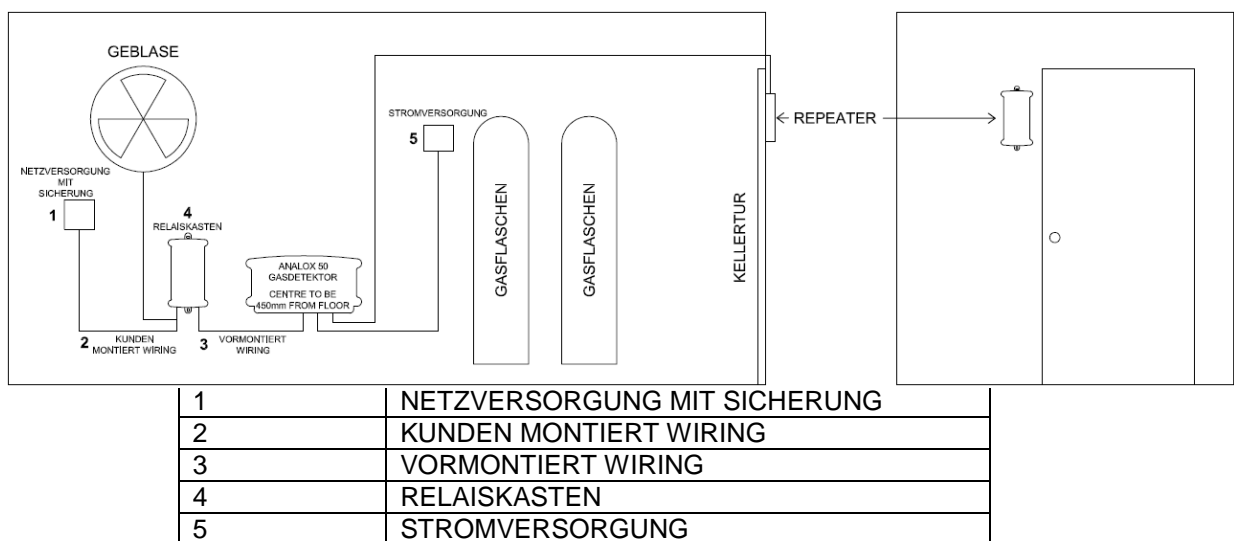 GEBLASE
NETZVERSORGUNG
MIT
SICHERUNG
1
4
RELAISKASTEN
ANALOX 50
GASDETEKTOR
CENTRE TO BE
450mm FROM FLOOR
2
KUNDEN
MONTIERT WIRING
3
VORMONTIERT
WIRING
STROMVERSORGUNG
5
GASFLASCHEN
GASFLASCHEN
KELLERTUR
REPEATER
1 NETZVERSORGUNG MIT SICHERUNG
2 KUNDEN MONTIERT WIRING
3 VORMONTIERT WIRING
4 RELAISKASTEN
5 STROMVERSORGUNG